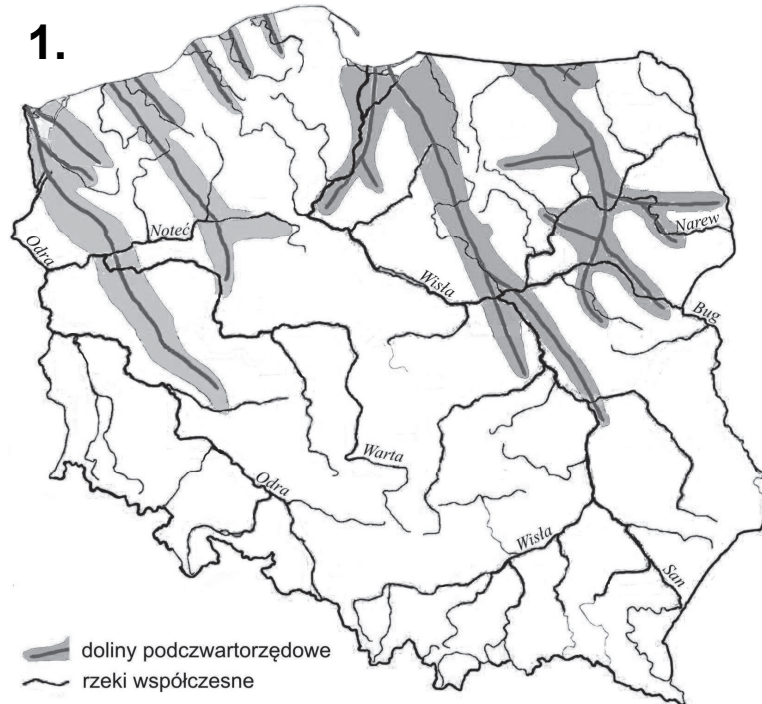 1.
Noteć
Odra
Narew
Wisła
Bug
Warta
Odra
Wisła
San
doliny podczwartorzędowe
rzeki współczesne